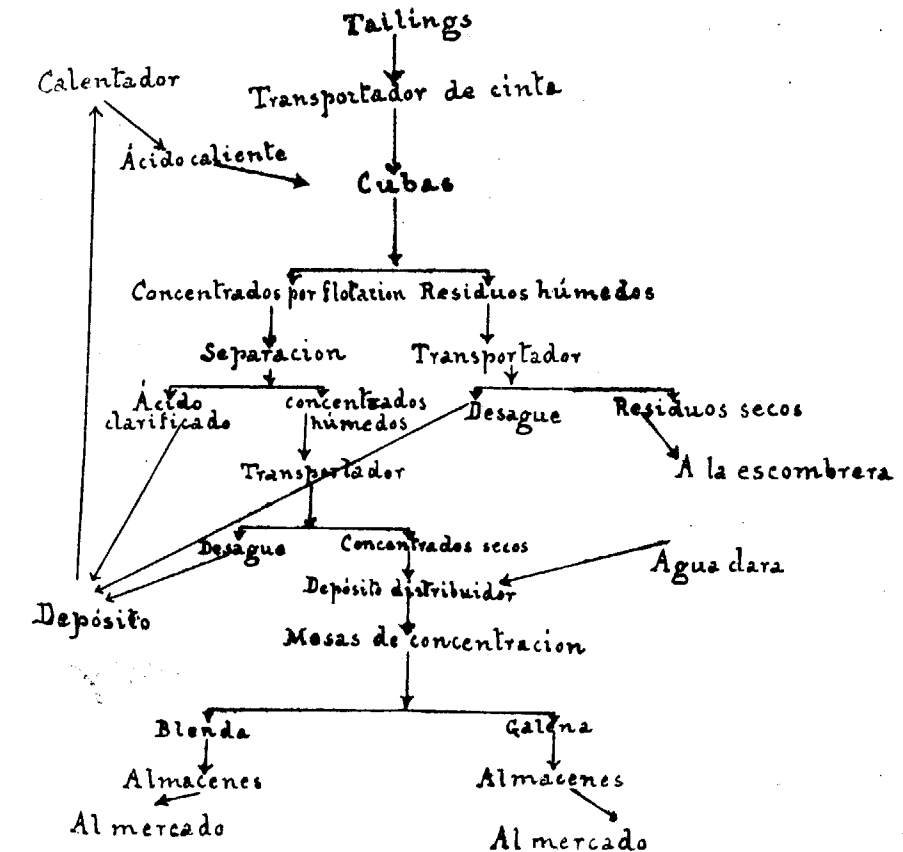 Tailings
Calentador
Transportador de cinta
Ácido caliente
Cubas
Concentrados por flotacion Residuos húmedos
Separacion
Transportador
Ácido
clarificado
concentrados
húmedos
Desague
Residuos secos
Transportador
A la escombrera
Desague
Concentrados secos
Agua clara
Depósito distribuidor
Depósito
Mesas de concentracion
Blenda
Galena
Almacenes
Almacenes
Al mercado
Al mercado